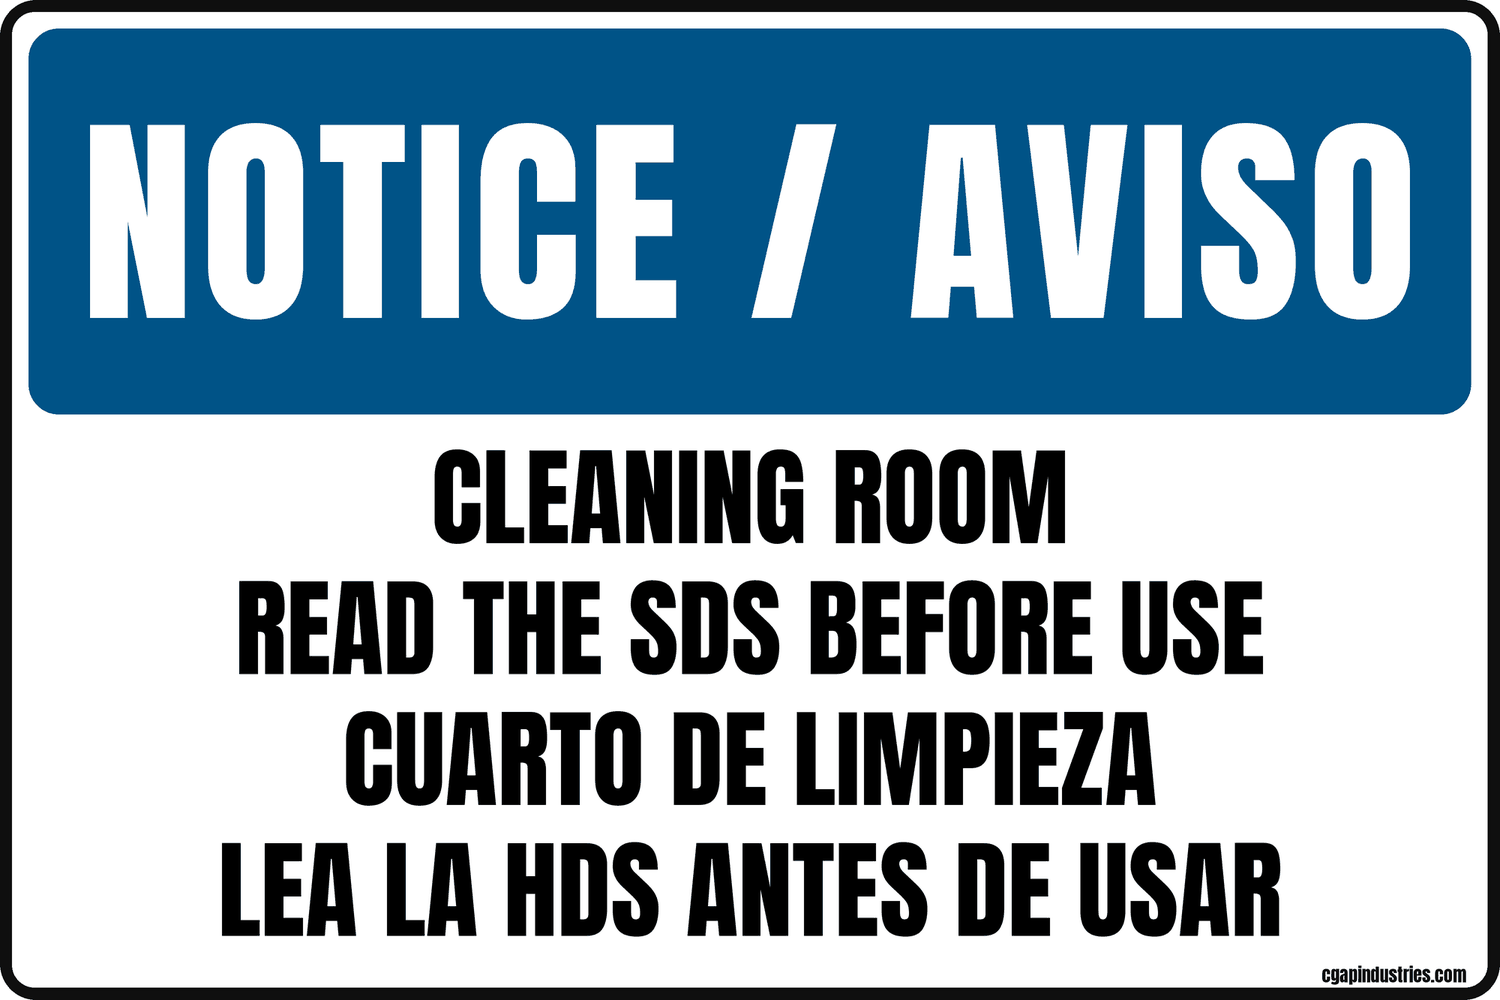 NOTICE / AVISO
CLEANING ROOM
READ THE SDS BEFORE USE
CUARTO DE LIMPIEZA
LEA LA HDS ANTES DE USAR
cgapindustries.com